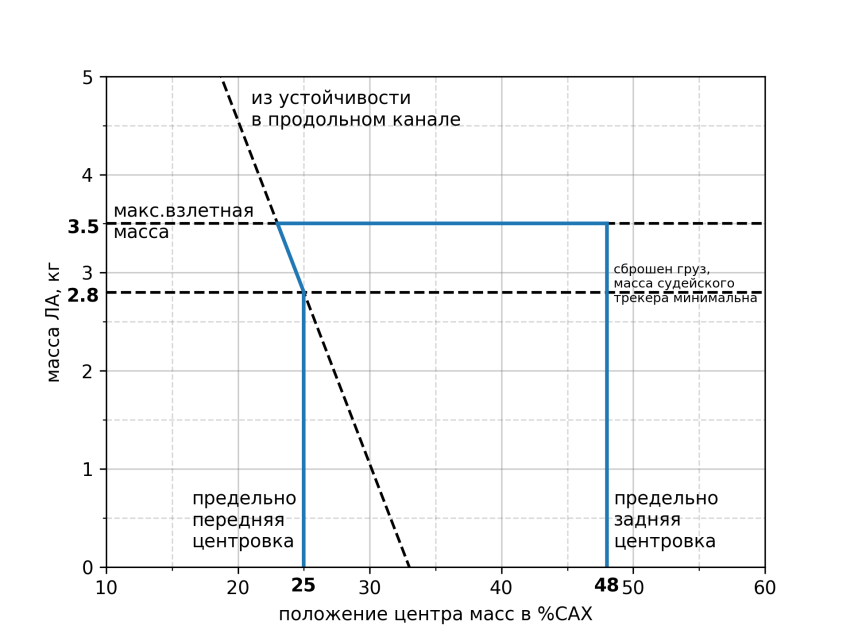 5
из устойчивости
в продольном канале
4
макс.взлетная
3.5
масса
3
сброшен груз,
масса судейского
трекера минимальна
2.8
масса ЛА, кг
2
1
предельно
передняя
центровка
предельно
задняя
центровка
0
10 20 25 30 40 48 50 60
положение центра масс в %САХ